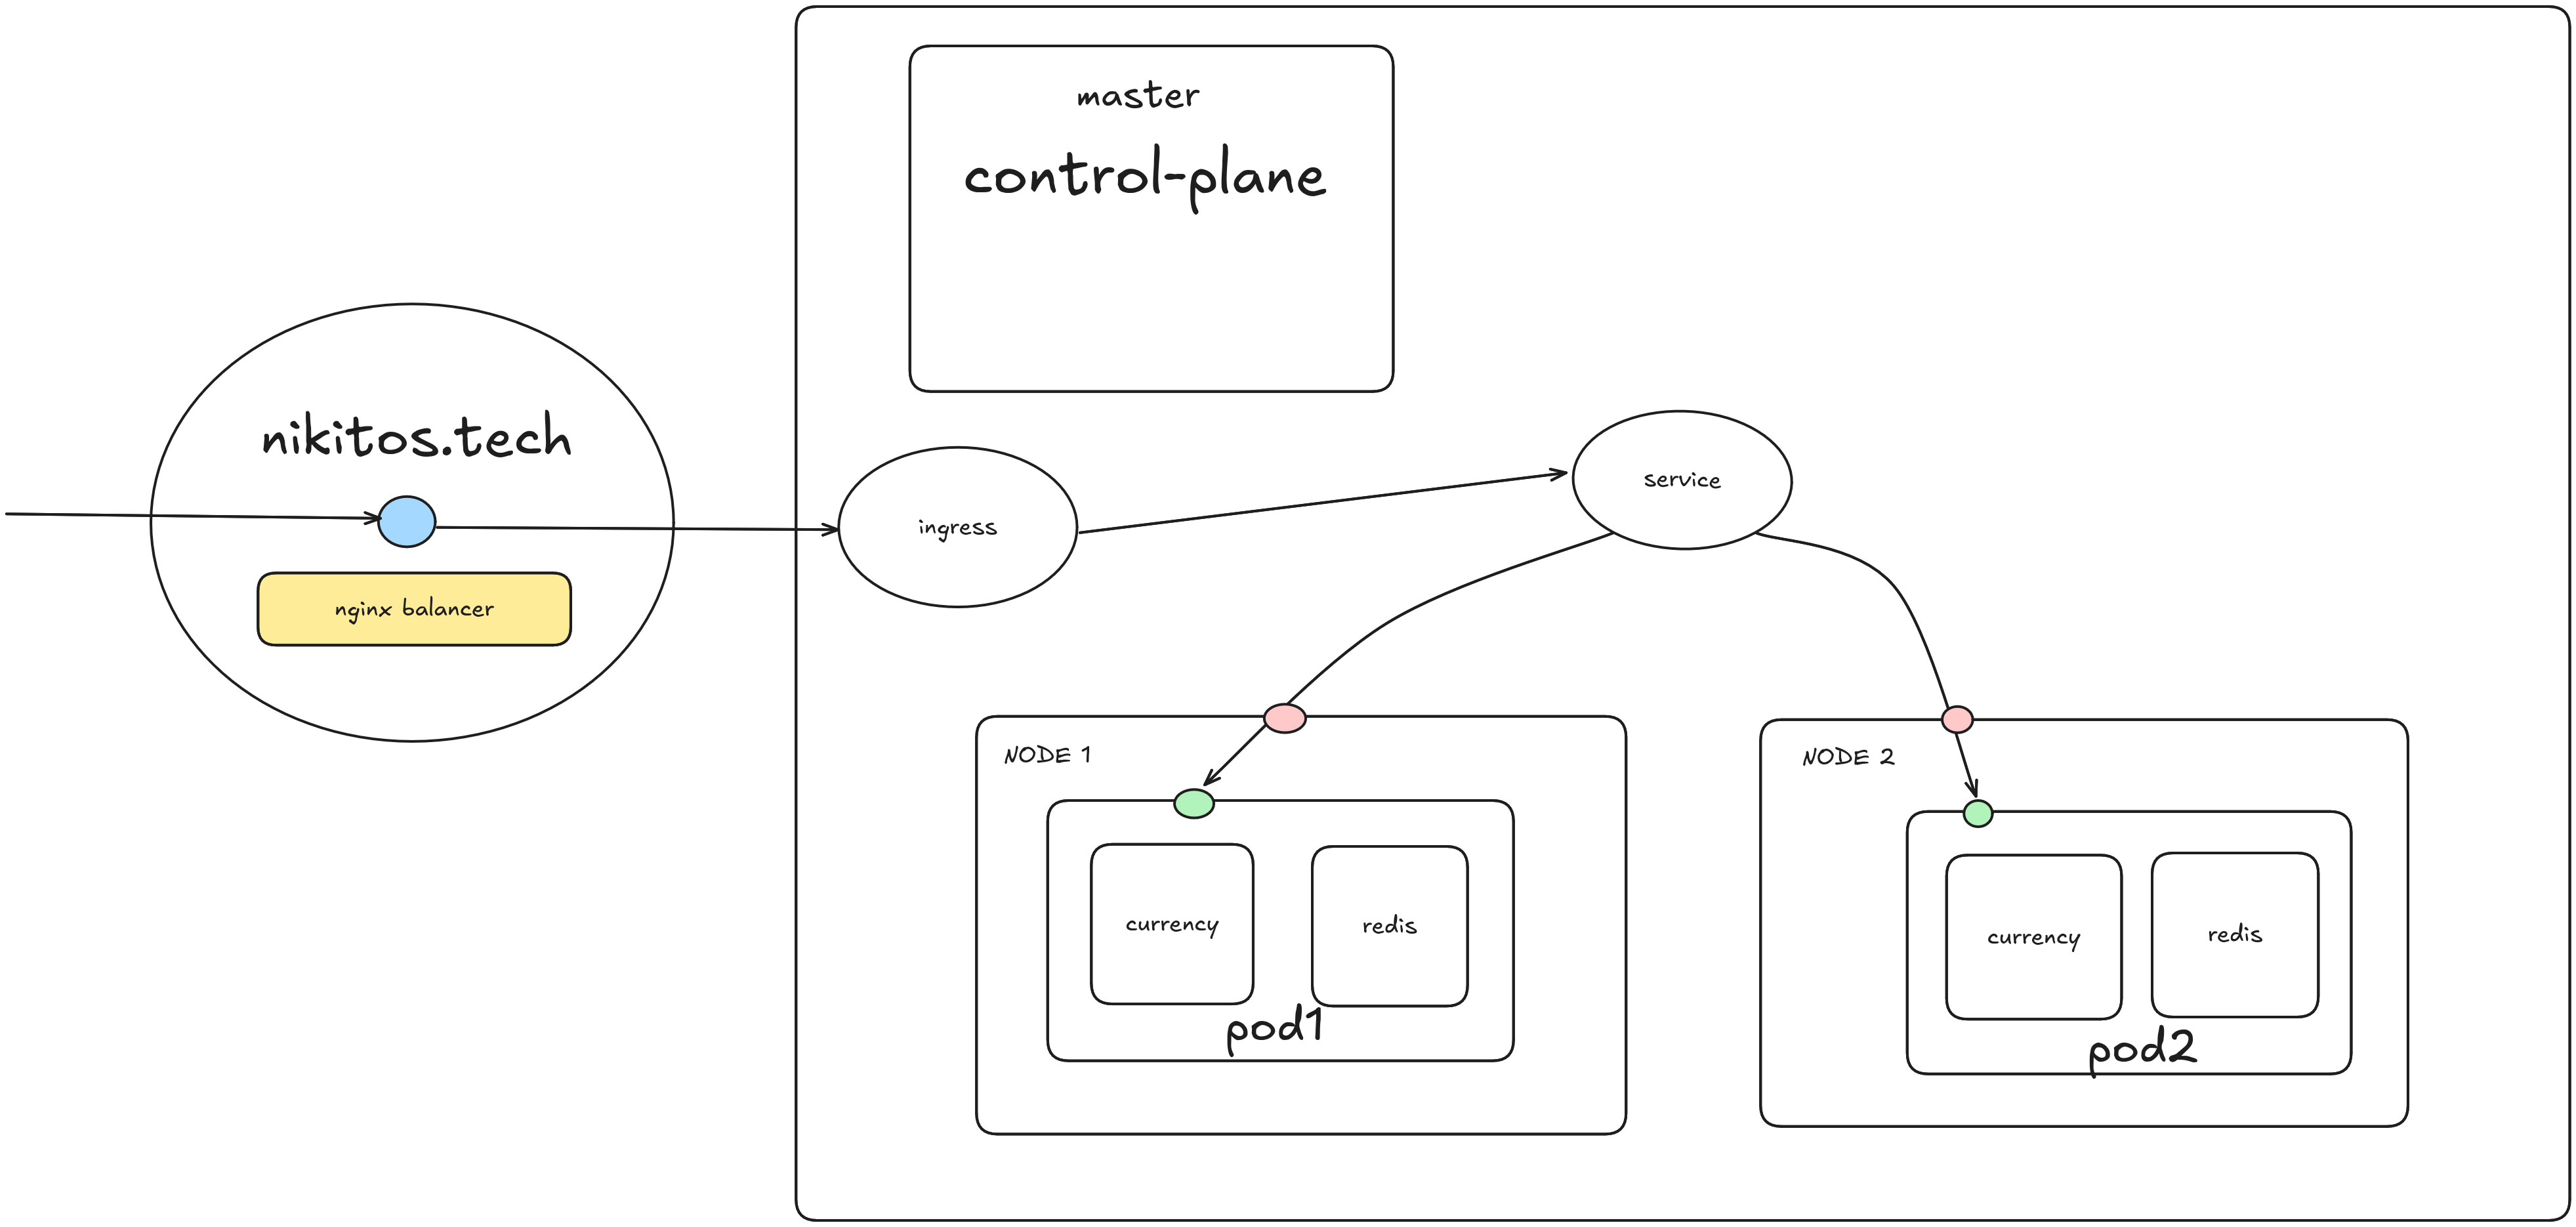 master
control-plane
nikitos.tech
nginx balancer
ingress
service
NODE 1
currency
redis
pod1
NODE 2
currency
redis
pod2